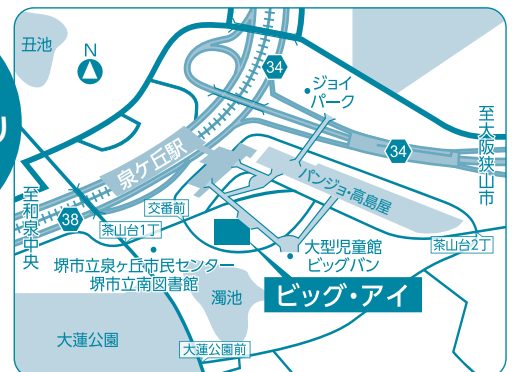 丑池
N
34
ジョイ
パーク
至大阪狭山市
34
泉ケ丘駅
パンジョ・高島屋
至和泉中央
38
交番前
茶山台1丁
茶山台2丁
大型児童館
ビッグバン
堺市立泉ヶ丘市民センター
堺市立南図書館
濁池
ビッグ・アイ
大蓮公園
大蓮公園前